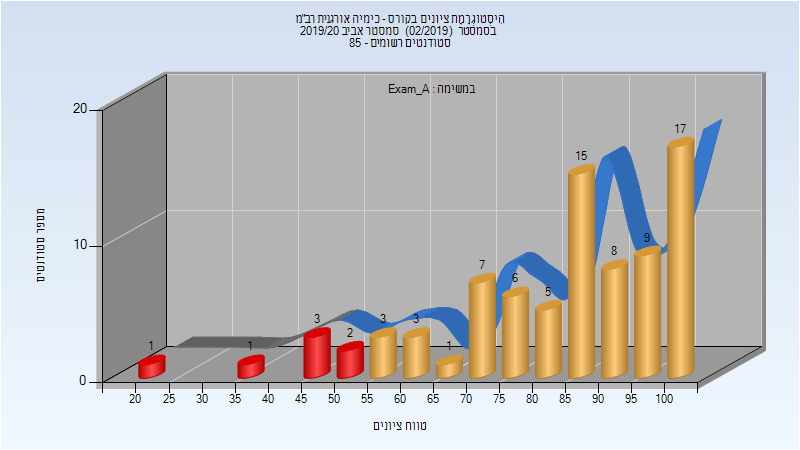 היסטוגרמת ציונים בקורס - כימיה אורגנית רב"מ
בסמסטר (02/2019) סמסטר אביב 2019/20
סטודנטים רשומים - 85
במשימה : Exam_A
מספר סטודנטים
20
10
0
1
1
3
2
3
3
1
7
6
5
15
8
9
17
20 25 30 35 40 45 50 55 60 65 70 75 80 85 90 95 100
טווח ציונים